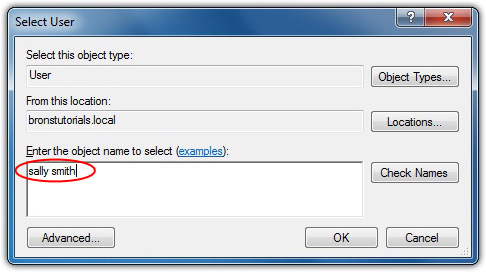 Select User
Select this object type:
User
Object Types...
From this location:
bronstutorials.local
Locations...
Enter the object name to select (examples):
sally smith
Check Names
Advanced...
OK
Cancel